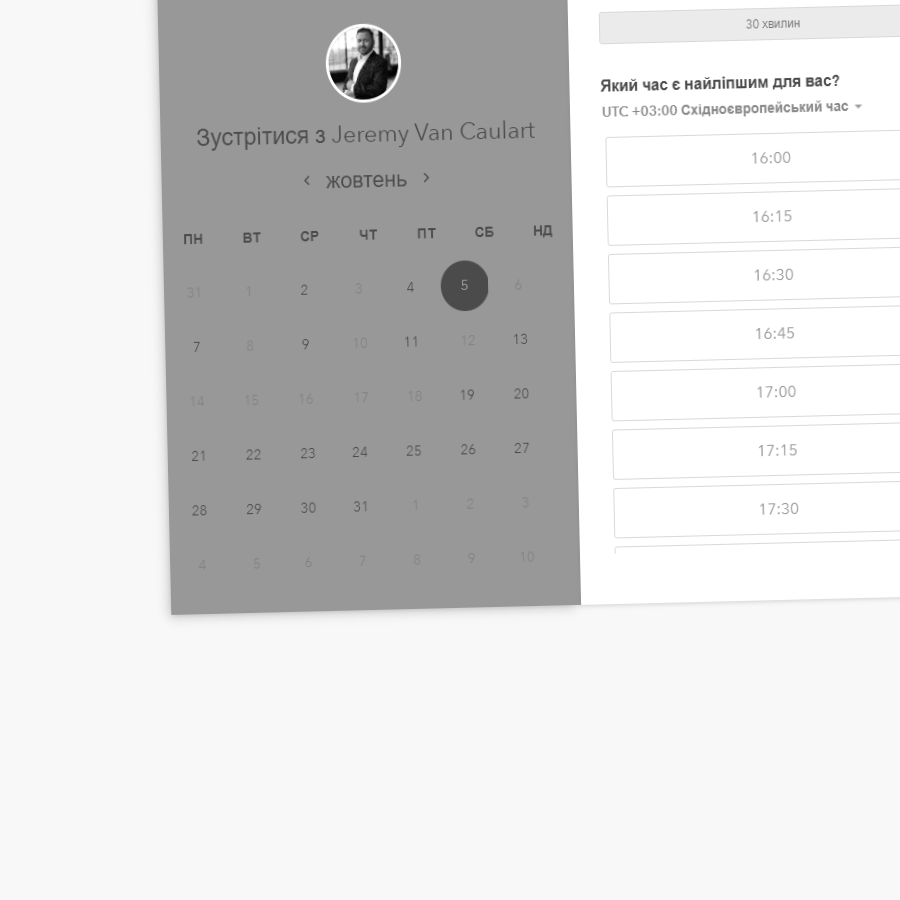 30 хвилин
Зустрітися з Jeremy Van Caulart
жовтень
ПН ВТ СР ЧТ ПТ СБ НД
31 1 2 3 4 5 6
7 8 9 10 11 12 13
14 15 16 17 18 19 20
21 22 23 24 25 26 27
28 29 30 31 1 2 3
4 5 6 7 8 9 10
Який час є найліпшим для вас?
UTC +03:00 Східноєвропейський час
16:00
16:15
16:30
16:45
17:00
17:15
17:30